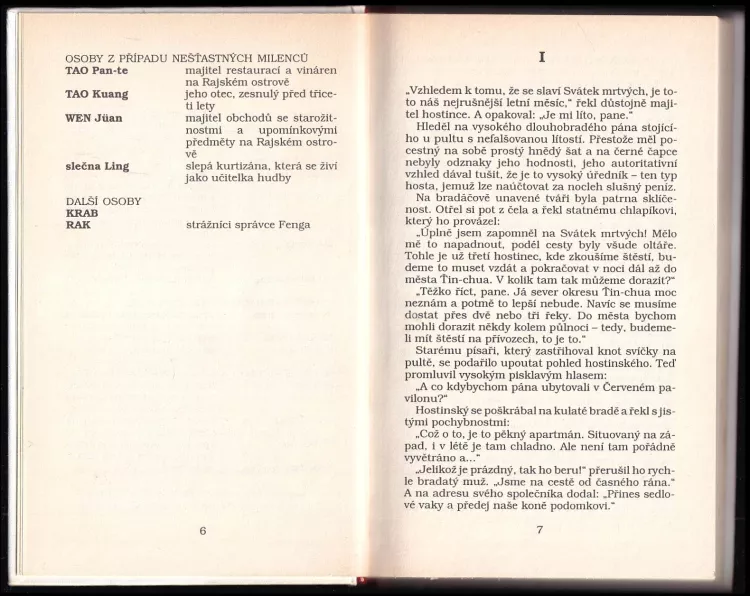 OSOBY Z PŘÍPADU NEŠŤASTNÝCH MILENCŮ
TAO Pan-te majitel restaurací a vináren
na Rajském ostrově
TAO Kuang jeho otec, zesnulý před třice-
ti lety
WEN Jüan majitel obchodů se starožit-
nostmi a upomínkovými
předměty na Rajském ostro-
vě
slečna Ling slepá kurtizána, která se živí
jako učitelka hudby
DALŠÍ OSOBY
KRAB
RAK strážníci správce Fenga
6
I
„Vzhledem k tomu, že se slaví Svátek mrtvých, je to-
to náš nejrušnější letní měsíc,“ řekl důstojně maji-
tel hostince. A opakoval: „Je mi líto, pane.“
Hleděl na vysokého dlouhobradého pána stojící-
ho u pultu s nefalšovanou lítostí. Přestože měl po-
cestný na sobě prostý hnědý šat a na černé čapce
nebyly odznaky jeho hodnosti, jeho autoritativní
vzhled dával tušit, že je to vysoký úředník – ten typ
hosta, jemuž lze naúčtovat za nocleh slušný peníz.
Na bradáčově unavené tváři byla patrna sklíče-
nost. Otřel si pot z čela a řekl statnému chlapíkovi,
který ho provázel:
„Úplně jsem zapomněl na Svátek mrtvých! Mělo
mě to napadnout, podél cesty byly všude oltáře.
Tohle je už třetí hostinec, kde zkoušíme štěstí, bu-
deme to muset vzdát a pokračovat v noci dál až do
města Ťin-chua. V kolik tam tak můžeme dorazit?“
„Těžko říct, pane. Já sever okresu Ťin-chua moc
neznám a potmě to lepší nebude. Navíc se musíme
dostat přes dvě nebo tři řeky. Do města bychom
mohli dorazit někdy kolem půlnoci – tedy, budeme-
li mít štěstí na přívozech, to je to.“
Starému písaři, který zastřihoval knot svíčky na
pultě, se podařilo upoutat pohled hostinského. Teď
promluvil vysokým pisklavým hlasem:
„A co kdybychom pána ubytovali v Červeném pa-
vilonu?“
Hostinský se poškrábal na kulaté bradě a řekl s jis-
tými pochybnostmi:
„Což o to, je to pěkný apartmán. Situovaný na zá-
pad, i v létě je tam chladno. Ale není tam pořádně
vyvětráno a...“
„Jelikož je prázdný, tak ho beru!“ přerušil ho rych-
le bradatý muž. „Jsme na cestě od časného rána.“
A na adresu svého společníka dodal: „Přines sedlo-
vé vaky a předej naše koně podomkovi.“
7